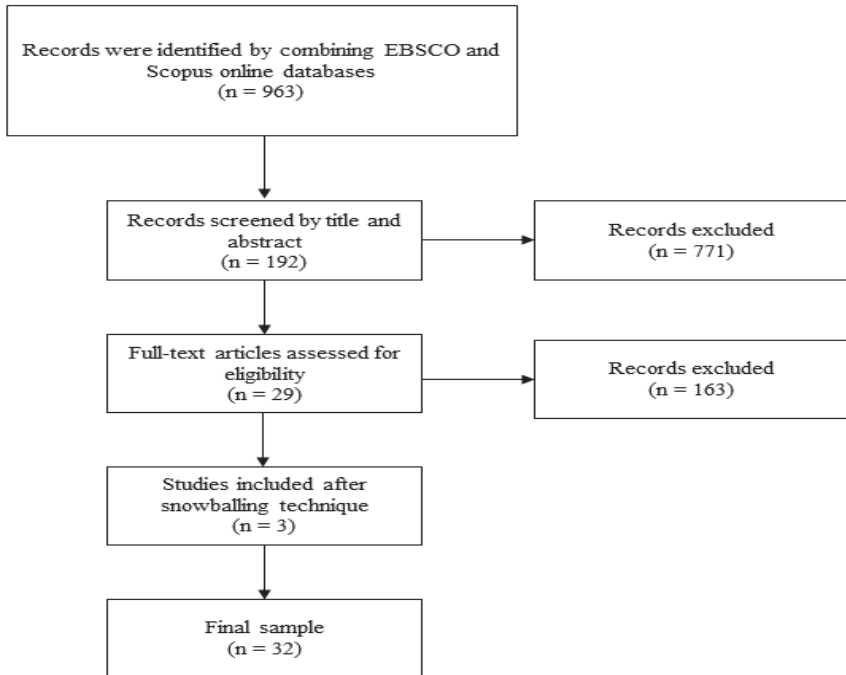 Records were identified by combining EBSCO and
Scopus online databases
(n = 963)
Records screened by title and
abstract
(n = 192)
Records excluded
(n = 771)
Full-text articles assessed for
eligibility
(n = 29)
Records excluded
(n = 163)
Studies included after
snowballing technique
(n = 3)
Final sample
(n = 32)